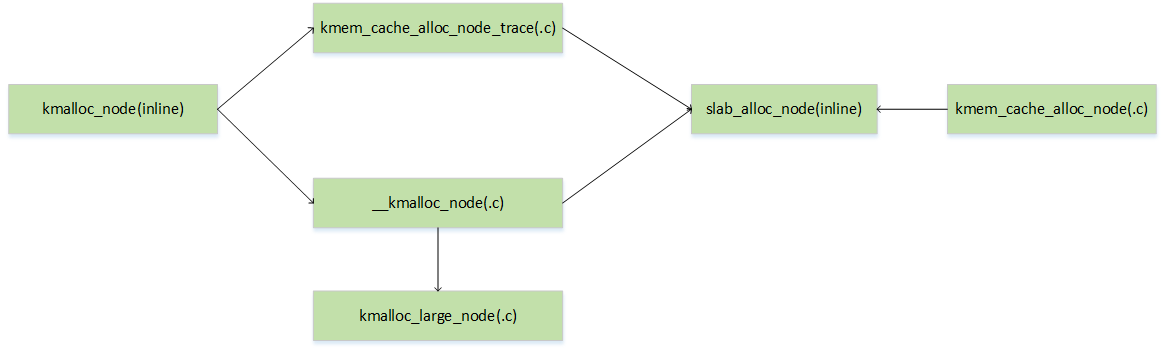 kmem_cache_alloc_node_trace(.c)
kmalloc_node(inline)
slab_alloc_node(inline)
kmem_cache_alloc_node(.c)
__kmalloc_node(.c)
kmalloc_large_node(.c)